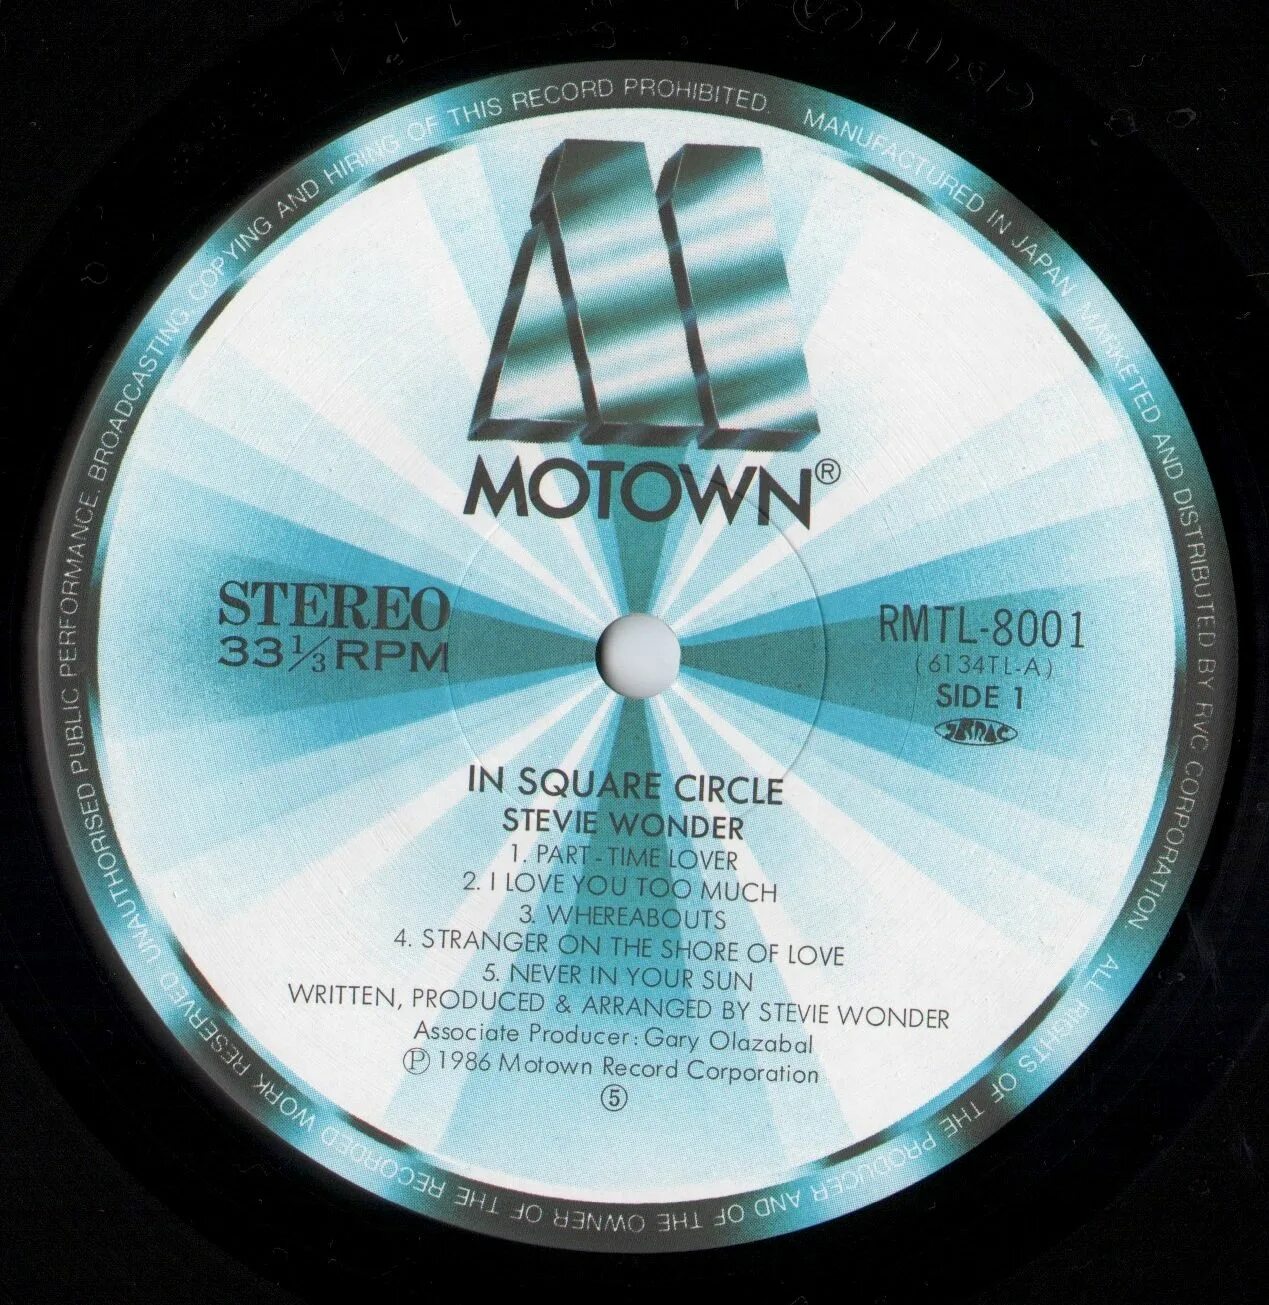 MOTOWN®
STEREO
33 1/3 RPM
RMTL-8001
(6134TL-A)
SIDE 1
JASRAC
IN SQUARE CIRCLE
STEVIE WONDER
1. PART-TIME LOVER
2. I LOVE YOU TOO MUCH
3. WHEREABOUTS
4. STRANGER ON THE SHORE OF LOVE
5. NEVER IN YOUR SUN
WRITTEN, PRODUCED & ARRANGED BY STEVIE WONDER
Associate Producer: Gary Olazabal
Ⓟ 1986 Motown Record Corporation
⑤
MANUFACTURED IN JAPAN. MARKETED AND DISTRIBUTED BY RVC CORPORATION. ALL RIGHTS OF THE PRODUCER AND OF THE OWNER OF THE RECORDED WORK RESERVED UNAUTHORISED PUBLIC PERFORMANCE. BROADCASTING. COPYING AND HIRING OF THIS RECORD PROHIBITED.